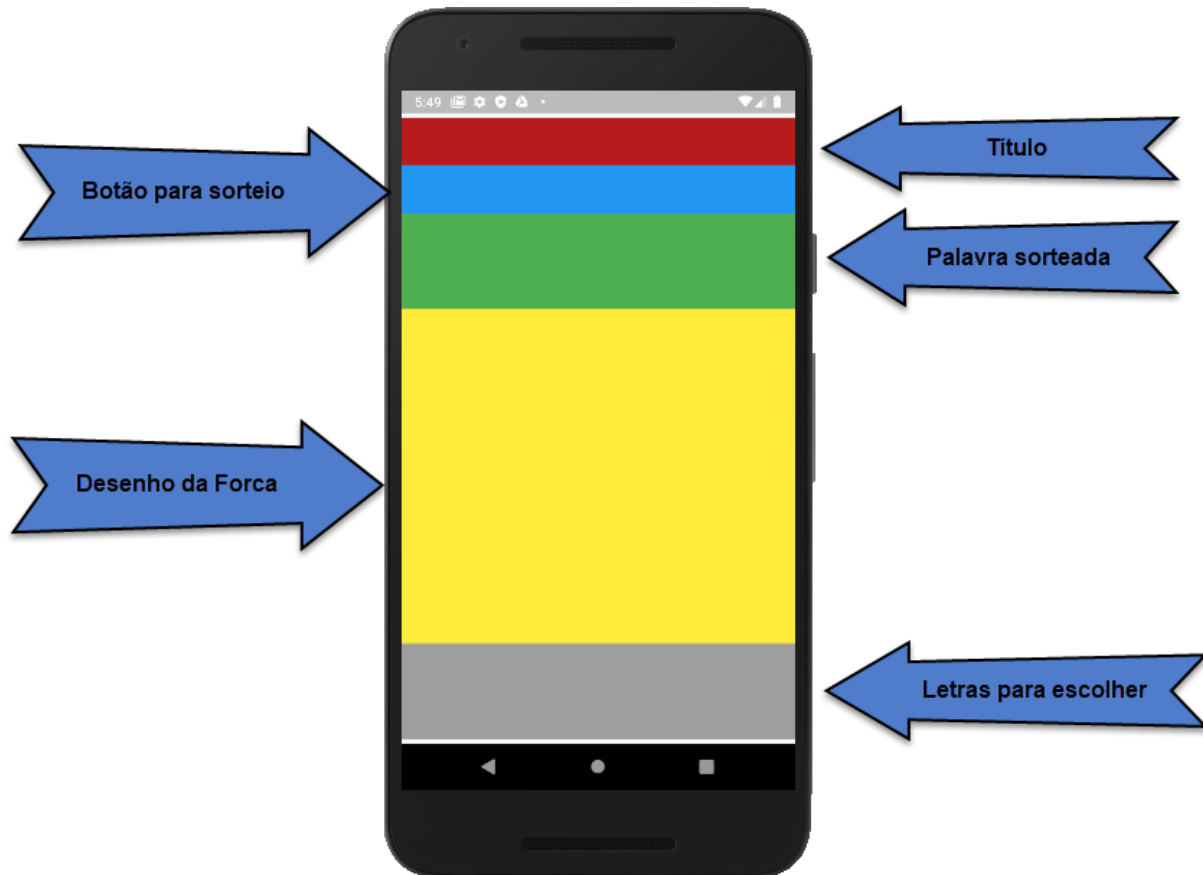 5:49
Título
Botão para sorteio
Palavra sorteada
Desenho da Forca
Letras para escolher